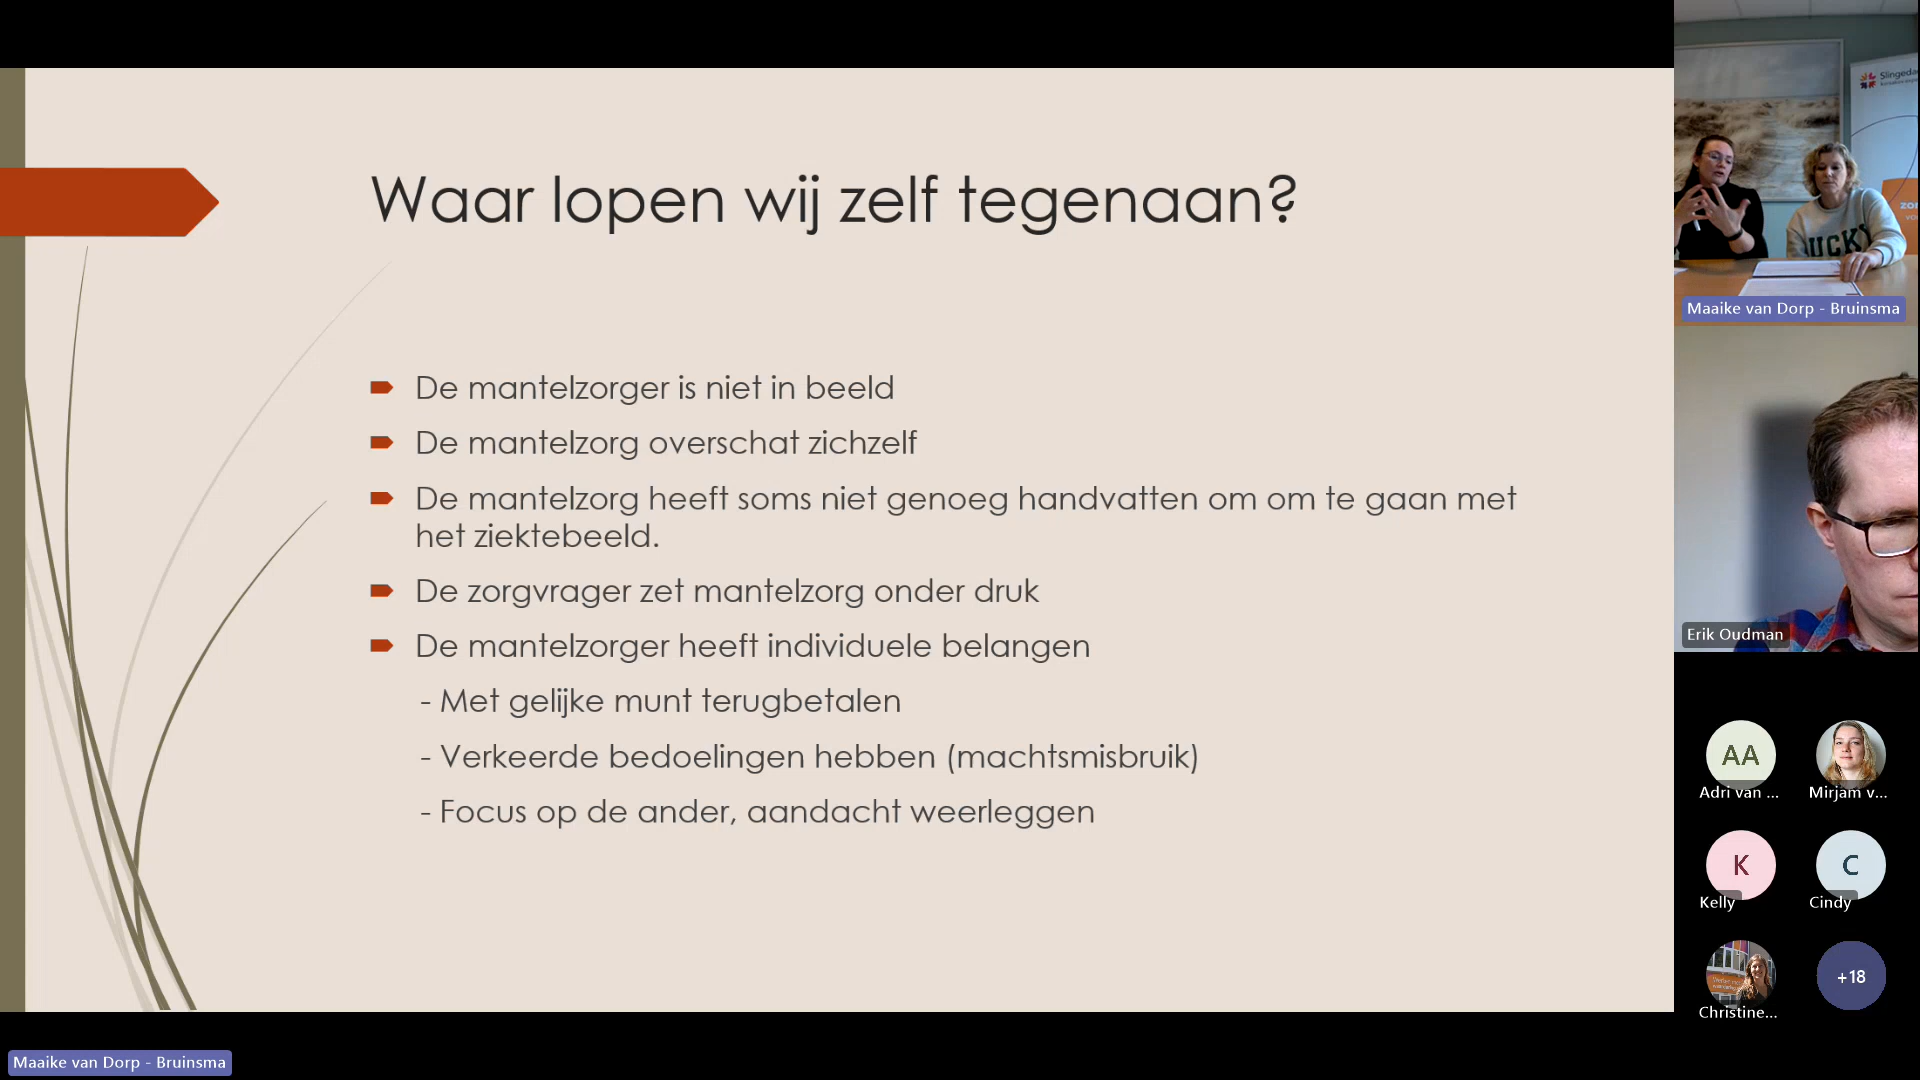 Waar lopen wij zelf tegenaan?
De mantelzorger is niet in beeld
De mantelzorg overschat zichzelf
De mantelzorg heeft soms niet genoeg handvatten om om te gaan met
het ziektebeeld.
De zorgvrager zet mantelzorg onder druk
De mantelzorger heeft individuele belangen
- Met gelijke munt terugbetalen
- Verkeerde bedoelingen hebben (machtsmisbruik)
- Focus op de ander, aandacht weerleggen
Maaike van Dorp - Bruinsma
Slingeda
UCKY
zor
Maaike van Dorp - Bruinsma
Erik Oudman
AA
Adri van ...
Mirjam v...
K
Kelly
C
Cindy
Christine...
+18